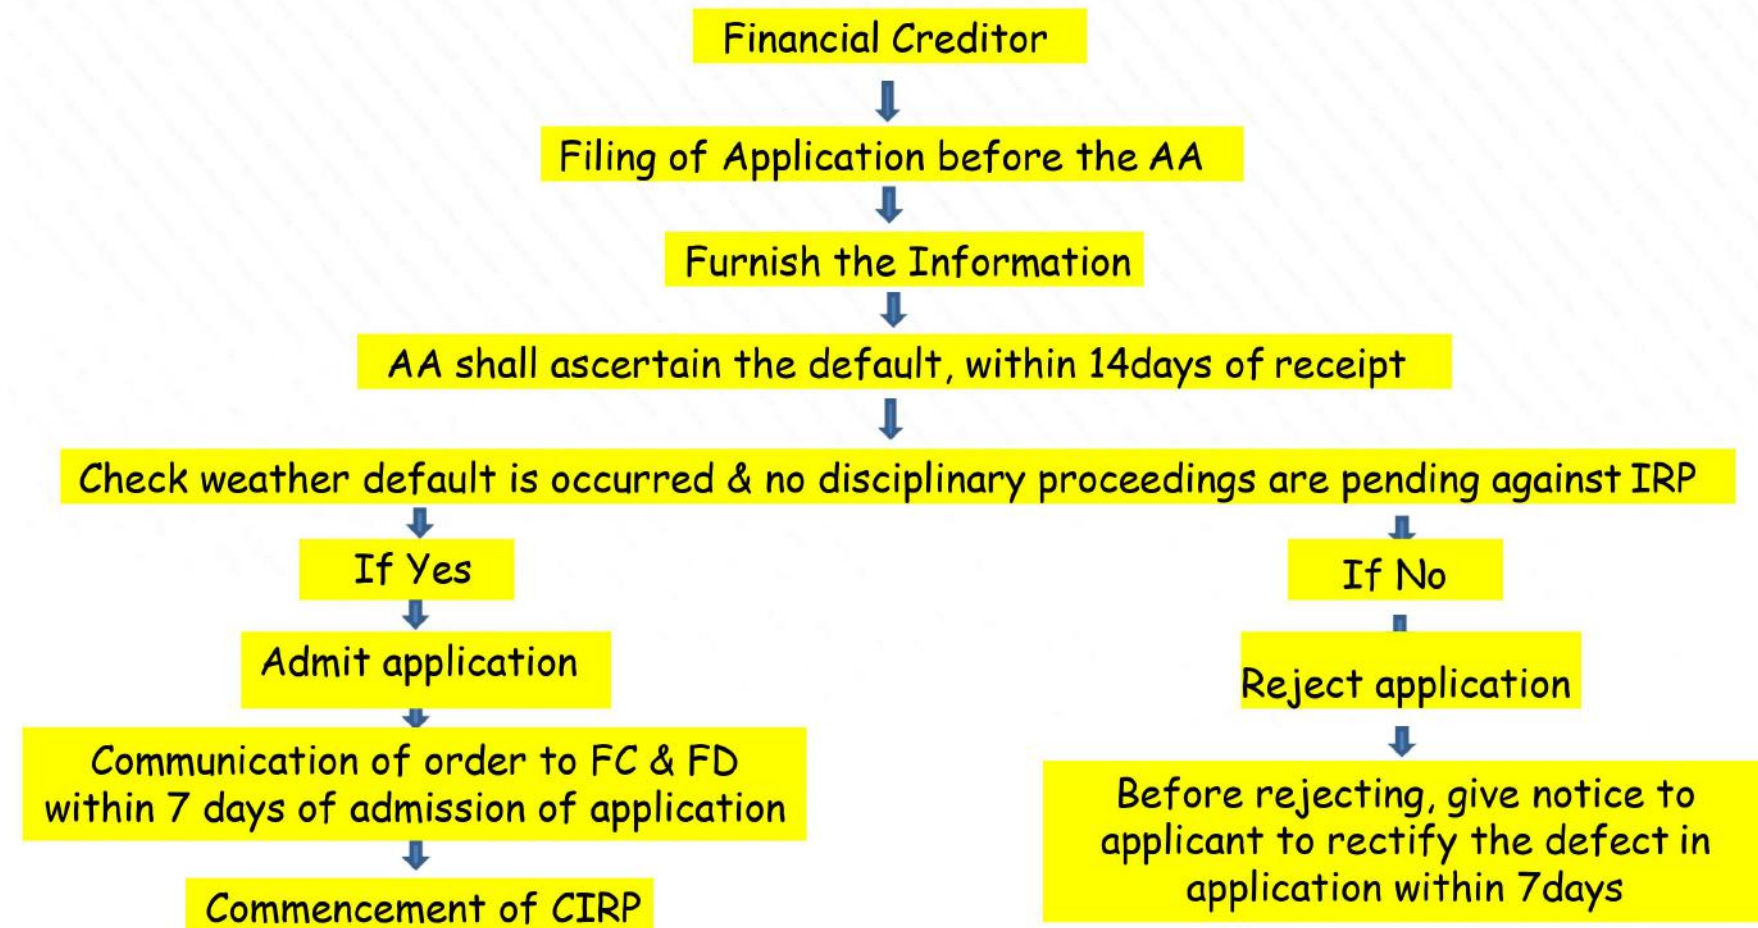 Financial Creditor
Filing of Application before the AA
Furnish the Information
AA shall ascertain the default, within 14days of receipt
Check weather default is occurred & no disciplinary proceedings are pending against IRP
If Yes
If No
Admit application
Reject application
Communication of order to FC & FD
within 7 days of admission of application
Before rejecting, give notice to
applicant to rectify the defect in
application within 7days
Commencement of CIRP